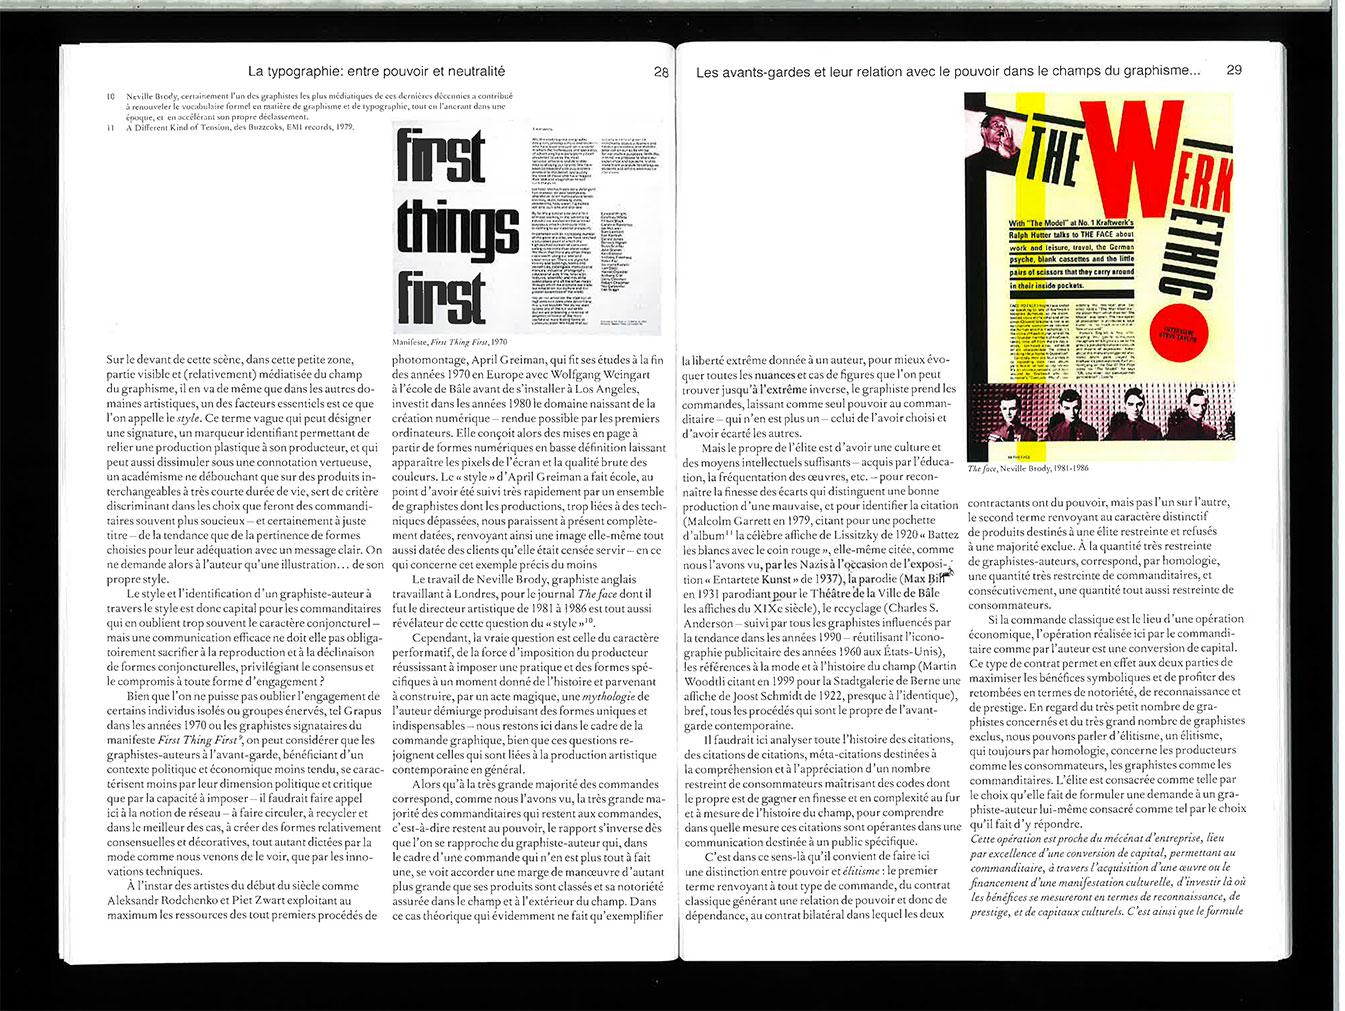 La typographie: entre pouvoir et neutralité
28
10 Neville Brody, certainement l'un des graphistes les plus médiatiques de ces dernières décennies a contribué
à renouveler le vocabulaire formel en matière de graphisme et de typographie, tout en l'ancrant dans une
époque, et en accélérant son propre déclassement.
11 A Different Kind of Tension, des Buzzcoks, EMI records, 1979.
first
things
first
Manifeste, First Thing First, 1970
Sur le devant de cette scène, dans cette petite zone,
partie visible et (relativement) médiatisée du champ
du graphisme, il en va de même que dans les autres do-
maines artistiques, un des facteurs essentiels est ce que
l'on appelle le style. Ce terme vague qui peut désigner
une signature, un marqueur identifiant permettant de
relier une production plastique à son producteur, et qui
peut aussi dissimuler sous une connotation vertueuse,
un académisme ne débouchant que sur des produits in-
terchangeables à très courte durée de vie, sert de critère
discriminant dans les choix que feront des commandi-
taires souvent plus soucieux – et certainement à juste
titre – de la tendance que de la pertinence de formes
choisies pour leur adéquation avec un message clair. On
ne demande alors à l'auteur qu'une illustration... de son
propre style.
Le style et l'identification d'un graphiste-auteur à
travers le style est donc capital pour les commanditaires
qui en oublient trop souvent le caractère conjoncturel –
mais une communication efficace ne doit elle pas obliga-
toirement sacrifier à la reproduction et à la déclinaison
de formes conjoncturelles, privilégiant le consensus et
le compromis à toute forme d'engagement ?
Bien que l'on ne puisse pas oublier l'engagement de
certains individus isolés ou groupes énervés, tel Grapus
dans les années 1970 ou les graphistes signataires du
manifeste First Thing First⁹, on peut considérer que les
graphistes-auteurs à l'avant-garde, bénéficiant d'un
contexte politique et économique moins tendu, se carac-
térisent moins par leur dimension politique et critique
que par la capacité à imposer – il faudrait faire appel
ici à la notion de réseau – à faire circuler, à recycler et
dans le meilleur des cas, à créer des formes relativement
consensuelles et décoratives, tout autant dictées par la
mode comme nous venons de le voir, que par les inno-
vations techniques.
À l'instar des artistes du début du siècle comme
Aleksandr Rodchenko et Piet Zwart exploitant au
maximum les ressources des tout premiers procédés de
photomontage, April Greiman, qui fit ses études à la fin
des années 1970 en Europe avec Wolfgang Weingart
à l'école de Bâle avant de s'installer à Los Angeles,
investit dans les années 1980 le domaine naissant de la
création numérique – rendue possible par les premiers
ordinateurs. Elle conçoit alors des mises en page à
partir de formes numériques en basse définition laissant
apparaître les pixels de l'écran et la qualité brute des
couleurs. Le « style » d'April Greiman a fait école, au
point d'avoir été suivi très rapidement par un ensemble
de graphistes dont les productions, trop liées à des tech-
niques dépassées, nous paraissent à présent complète-
ment datées, renvoyant ainsi une image elle-même tout
aussi datée des clients qu'elle était censée servir – en ce
qui concerne cet exemple précis du moins
Le travail de Neville Brody, graphiste anglais
travaillant à Londres, pour le journal The face dont il
fut le directeur artistique de 1981 à 1986 est tout aussi
révélateur de cette question du « style »¹⁰.
Cependant, la vraie question est celle du caractère
performatif, de la force d'imposition du producteur
réussissant à imposer une pratique et des formes spé-
cifiques à un moment donné de l'histoire et parvenant
à construire, par un acte magique, une mythologie de
l'auteur démiurge produisant des formes uniques et
indispensables – nous restons ici dans le cadre de la
commande graphique, bien que ces questions re-
joignent celles qui sont liées à la production artistique
contemporaine en général.
Alors qu'à la très grande majorité des commandes
correspond, comme nous l'avons vu, la très grande ma-
jorité des commanditaires qui restent aux commandes,
c'est-à-dire restent au pouvoir, le rapport s'inverse dès
que l'on se rapproche du graphiste-auteur qui, dans
le cadre d'une commande qui n'en est plus tout à fait
une, se voit accorder une marge de manœuvre d'autant
plus grande que ses produits sont classés et sa notoriété
assurée dans le champ et à l'extérieur du champ. Dans
ce cas théorique qui évidemment ne fait qu'exemplifier
Les avants-gardes et leur relation avec le pouvoir dans le champs du graphisme...
29
la liberté extrême donnée à un auteur, pour mieux évo-
quer toutes les nuances et cas de figures que l'on peut
trouver jusqu'à l'extrême inverse, le graphiste prend les
commandes, laissant comme seul pouvoir au comman-
ditaire – qui n'en est plus un – celui de l'avoir choisi et
d'avoir écarté les autres.
Mais le propre de l'élite est d'avoir une culture et
des moyens intellectuels suffisants – acquis par l'éduca-
tion, la fréquentation des œuvres, etc. – pour recon-
naître la finesse des écarts qui distinguent une bonne
production d'une mauvaise, et pour identifier la citation
(Malcolm Garrett en 1979, citant pour une pochette
d'album¹¹ la célèbre affiche de Lissitzky de 1920 « Battez
les blancs avec le coin rouge », elle-même citée, comme
nous l'avons vu, par les Nazis à l'occasion de l'exposi-
tion « Entartete Kunst » de 1937), la parodie (Max Bill
en 1931 parodiant pour le Théâtre de la Ville de Bâle
les affiches du XIXe siècle), le recyclage (Charles S.
Anderson – suivi par tous les graphistes influencés par
la tendance dans les années 1990 – réutilisant l'icono-
graphie publicitaire des années 1960 aux États-Unis),
les références à la mode et à l'histoire du champ (Martin
Woodtli citant en 1999 pour la Stadtgalerie de Berne une
affiche de Joost Schmidt de 1922, presque à l'identique),
bref, tous les procédés qui sont le propre de l'avant-
garde contemporaine.
Il faudrait ici analyser toute l'histoire des citations,
des citations de citations, méta-citations destinées à
la compréhension et à l'appréciation d'un nombre
restreint de consommateurs maîtrisant des codes dont
le propre est de gagner en finesse et en complexité au fur
et à mesure de l'histoire du champ, pour comprendre
dans quelle mesure ces citations sont opérantes dans une
communication destinée à un public spécifique.
C'est dans ce sens-là qu'il convient de faire ici
une distinction entre pouvoir et élitisme : le premier
terme renvoyant à tout type de commande, du contrat
classique générant une relation de pouvoir et donc de
dépendance, au contrat bilatéral dans lequel les deux
THE WERK ETHIC
With "The Model" at No. 1 Kraftwerk's
Ralph Hutter talks to THE FACE about
work and leisure, travel, the German
psyche, blank cassettes and the little
pairs of scissors that they carry around
in their inside pockets.
INTERVIEW
STEVE TAYLOR
The face, Neville Brody, 1981-1986
contractants ont du pouvoir, mais pas l'un sur l'autre,
le second terme renvoyant au caractère distinctif
de produits destinés à une élite restreinte et refusés
à une majorité exclue. À la quantité très restreinte
de graphistes-auteurs, correspond, par homologie,
une quantité très restreinte de commanditaires, et
consécutivement, une quantité tout aussi restreinte de
consommateurs.
Si la commande classique est le lieu d'une opération
économique, l'opération réalisée ici par le commandi-
taire comme par l'auteur est une conversion de capital.
Ce type de contrat permet en effet aux deux parties de
maximiser les bénéfices symboliques et de profiter des
retombées en termes de notoriété, de reconnaissance et
de prestige. En regard du très petit nombre de gra-
phistes concernés et du très grand nombre de graphistes
exclus, nous pouvons parler d'élitisme, un élitisme,
qui toujours par homologie, concerne les producteurs
comme les consommateurs, les graphistes comme les
commanditaires. L'élite est consacrée comme telle par
le choix qu'elle fait de formuler une demande à un gra-
phiste-auteur lui-même consacré comme tel par le choix
qu'il fait d'y répondre.
Cette opération est proche du mécénat d'entreprise, lieu
par excellence d'une conversion de capital, permettant au
commanditaire, à travers l'acquisition d'une œuvre ou le
financement d'une manifestation culturelle, d'investir là où
les bénéfices se mesureront en termes de reconnaissance, de
prestige, et de capitaux culturels. C'est ainsi que le formule